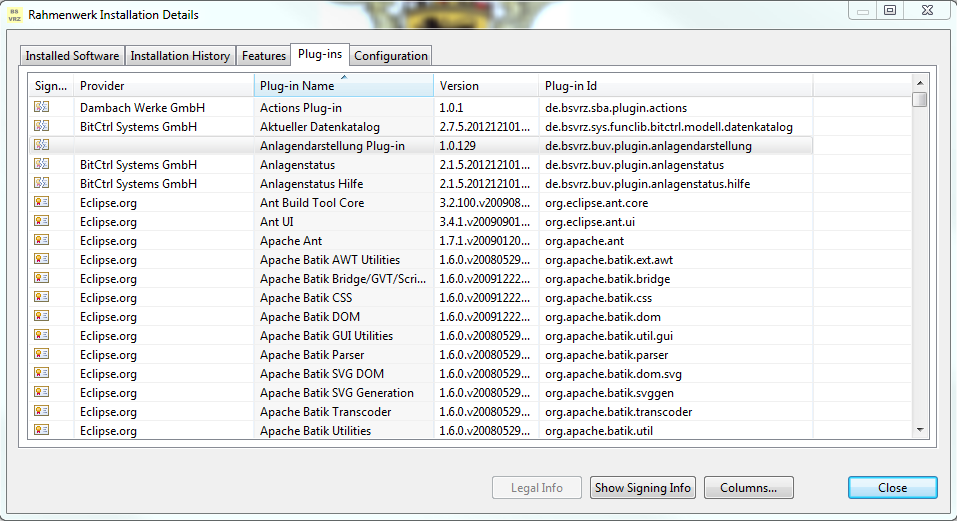 BS
VRZ
Rahmenwerk Installation Details
Installed Software Installation History Features Plug-ins Configuration
Sign... Provider Plug-in Name Version Plug-in Id
Dambach Werke GmbH Actions Plug-in 1.0.1 de.bsvrz.sba.plugin.actions
BitCtrl Systems GmbH Aktueller Datenkatalog 2.7.5.201212101... de.bsvrz.sys.funclib.bitctrl.modell.datenkatalog
Anlagendarstellung Plug-in 1.0.129 de.bsvrz.buv.plugin.anlagendarstellung
BitCtrl Systems GmbH Anlagenstatus 2.1.5.201212101... de.bsvrz.buv.plugin.anlagenstatus
BitCtrl Systems GmbH Anlagenstatus Hilfe 2.1.5.201212101... de.bsvrz.buv.plugin.anlagenstatus.hilfe
Eclipse.org Ant Build Tool Core 3.2.100.v200908... org.eclipse.ant.core
Eclipse.org Ant UI 3.4.1.v20090901... org.eclipse.ant.ui
Eclipse.org Apache Ant 1.7.1.v20090120... org.apache.ant
Eclipse.org Apache Batik AWT Utilities 1.6.0.v20080529... org.apache.batik.ext.awt
Eclipse.org Apache Batik Bridge/GVT/Scri... 1.6.0.v20091222... org.apache.batik.bridge
Eclipse.org Apache Batik CSS 1.6.0.v20091222... org.apache.batik.css
Eclipse.org Apache Batik DOM 1.6.0.v20091222... org.apache.batik.dom
Eclipse.org Apache Batik GUI Utilities 1.6.0.v20080529... org.apache.batik.util.gui
Eclipse.org Apache Batik Parser 1.6.0.v20080529... org.apache.batik.parser
Eclipse.org Apache Batik SVG DOM 1.6.0.v20080529... org.apache.batik.dom.svg
Eclipse.org Apache Batik SVG Generation 1.6.0.v20080529... org.apache.batik.svggen
Eclipse.org Apache Batik Transcoder 1.6.0.v20080529... org.apache.batik.transcoder
Eclipse.org Apache Batik Utilities 1.6.0.v20080529... org.apache.batik.util
Legal Info Show Signing Info Columns... Close